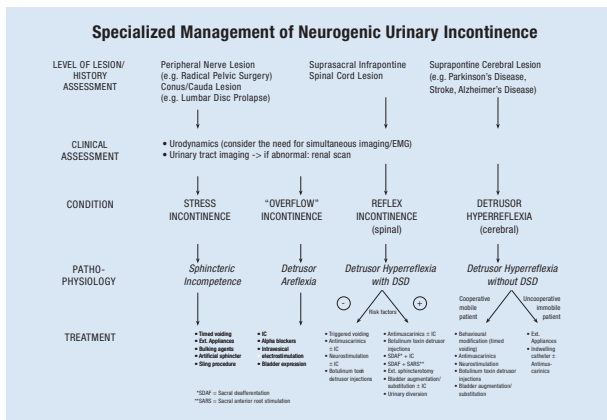 Specialized Management of Neurogenic Urinary Incontinence
LEVEL OF LESION/
HISTORY
ASSESSMENT
Peripheral Nerve Lesion
(e.g. Radical Pelvic Surgery)
Conus/Cauda Lesion
(e.g. Lumbar Disc Prolapse)
Suprasacral Infrapontine
Spinal Cord Lesion
Suprapontine Cerebral Lesion
(e.g. Parkinson's Disease,
Stroke, Alzheimer's Disease)
CLINICAL
ASSESSMENT
• Urodynamics (consider the need for simultaneous imaging/EMG)
• Urinary tract imaging -> if abnormal: renal scan
CONDITION
STRESS
INCONTINENCE
"OVERFLOW"
INCONTINENCE
REFLEX
INCONTINENCE
(spinal)
DETRUSOR
HYPERREFLEXIA
(cerebral)
PATHO-
PHYSIOLOGY
Sphincteric
Incompetence
Detrusor
Areflexia
Detrusor Hyperreflexia
with DSD
Detrusor Hyperreflexia
without DSD
-
Risk factors
+
Cooperative
mobile
patient
Uncooperative
immobile
patient
TREATMENT
• Timed voiding
• Ext. Appliances
• Bulking agents
• Artificial sphincter
• Sling procedure
• IC
• Alpha blockers
• Intravesical
electrostimulation
• Bladder expression
• Triggered voiding
• Antimuscarinics
± IC
• Neurostimulation
± IC
• Botulinum toxin
detrusor injections
• Antimuscarinics ± IC
• Botulinum toxin detrusor
injections
• SDAF* + IC
• SDAF + SARS**
• Ext. sphincterotomy
• Bladder augmentation/
substitution ± IC
• Urinary diversion
• Behavioural
modification (timed
voiding)
• Antimuscarinics
• Neurostimulation
• Botulinum toxin detrusor
injections
• Bladder augmentation/
substitution
• Ext.
Appliances
• Indwelling
catheter ±
Antimus-
carinics
*SDAF = Sacral deafferentation
**SARS = Sacral anterior root stimulation